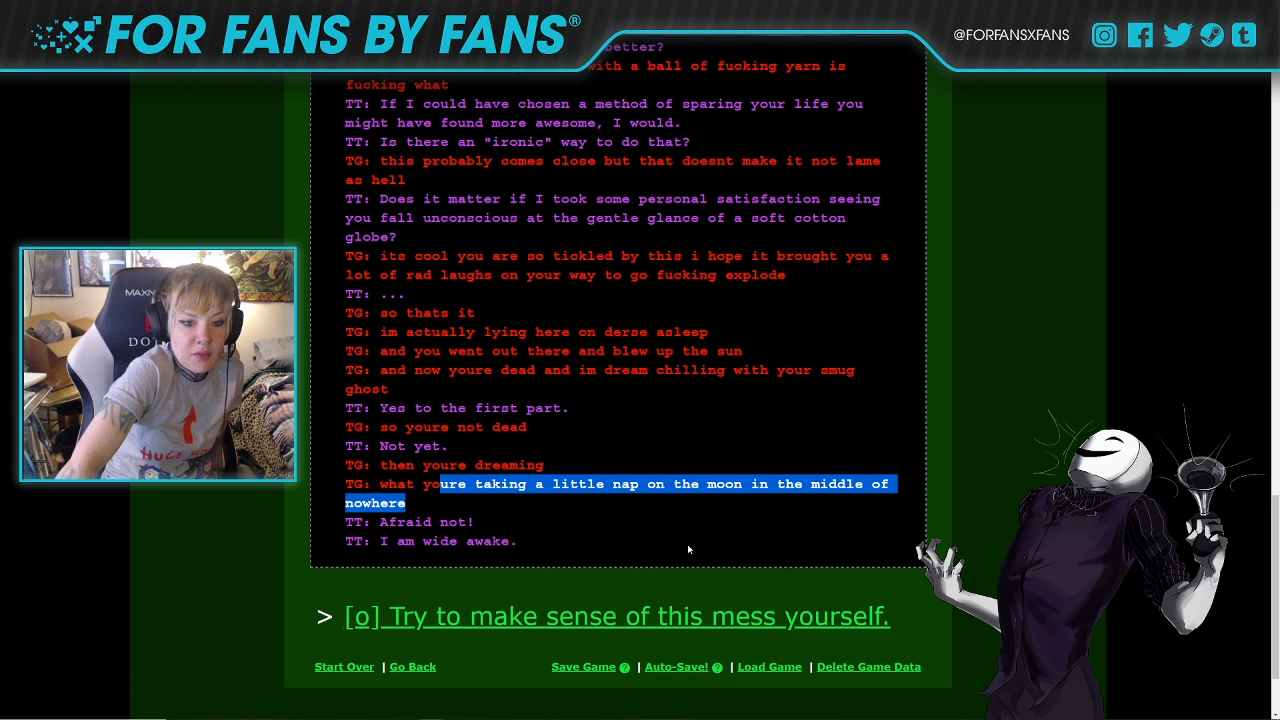 FOR FANS BY FANS®
@FORFANSXFANS
better?
with a ball of fucking yarn is
fucking what
TT: If I could have chosen a method of sparing your life you
might have found more awesome, I would.
TT: Is there an "ironic" way to do that?
TG: this probably comes close but that doesnt make it not lame
as hell
TT: Does it matter if I took some personal satisfaction seeing
you fall unconscious at the gentle glance of a soft cotton
globe?
TG: its cool you are so tickled by this i hope it brought you a
lot of rad laughs on your way to go fucking explode
TT: ...
TG: so thats it
TG: im actually lying here on derse asleep
TG: and you went out there and blew up the sun
TG: and now youre dead and im dream chilling with your smug
ghost
TT: Yes to the first part.
TG: so youre not dead
TT: Not yet.
TG: then youre dreaming
TG: what youre taking a little nap on the moon in the middle of
nowhere
TT: Afraid not!
TT: I am wide awake.
> [o] Try to make sense of this mess yourself.
Start Over | Go Back
Save Game ? | Auto-Save! ? | Load Game | Delete Game Data
MAXN
DO
HUGE